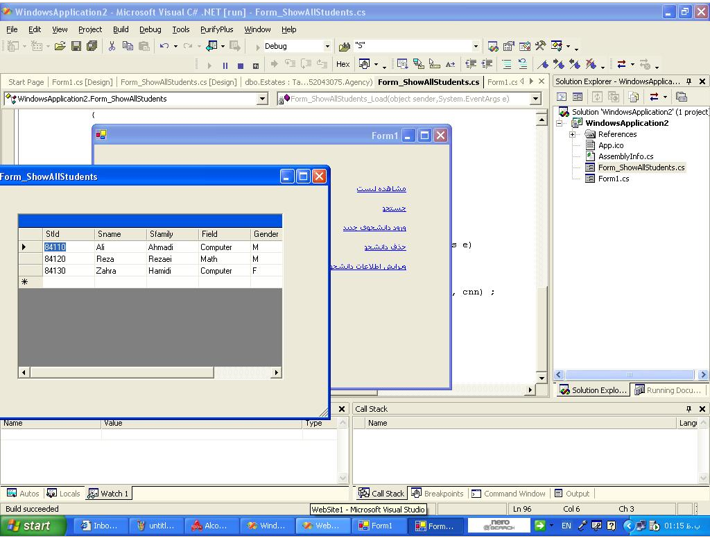 WindowsApplication2 - Microsoft Visual C# .NET [run] - Form_ShowAllStudents.cs
File Edit View Project Build Debug Tools PurifyPlus Window Help
Debug "S"
Hex
Start Page | Form1.cs [Design] | Form_ShowAllStudents.cs [Design] | dbo.Estates : Ta...52043075.Agency) Form_ShowAllStudents.cs Form1.cs
WindowsApplication2.Form_ShowAllStudents Form_ShowAllStudents_Load(object sender,System.EventArgs e)
{
Form1
مشاهده لیست
جستجو
ورود دانشجوی جدید
حذف دانشجو
ویرایش اطلاعات دانشجو
s e)
, cnn) ;
Form_ShowAllStudents
StId Sname Sfamily Field Gender
84110 Ali Ahmadi Computer M
84120 Reza Rezaei Math M
84130 Zahra Hamidi Computer F
Solution Explorer - WindowsApplica...
Solution 'WindowsApplication2' (1 project)
WindowsApplication2
References
App.ico
AssemblyInfo.cs
Form_ShowAllStudents.cs
Form1.cs
Solution Explo... Running Docu...
Name Value Type
Autos Locals Watch 1
Call Stack
Name Langu
Call Stack Breakpoints Command Window Output
Build succeeded Ln 96 Col 6 Ch 3
WebSite1 - Microsoft Visual Studio
start Inbo... untitl... Alco... Wind... Web... Form1 Form... nero SEARCH EN 01:15 ب.ظ